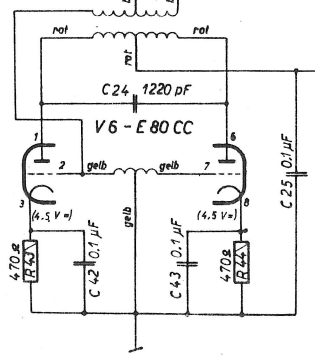 rot
rot
rot
C 24 1220 pF
V 6 - E 80 CC
1
6
2
gelb
gelb
7
3
(4.5 V=)
(4,5 V=)
8
gelb
470 Ω
R 43
C 42 0.1 µF
C 43 0.1 µF
470 Ω
R 44
C 25 0.1 µF